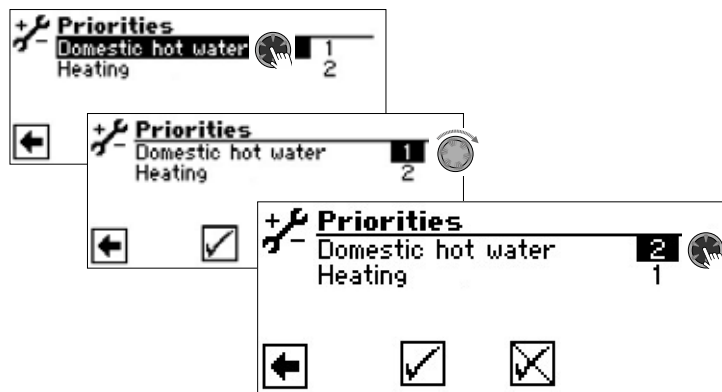 Priorities
Domestic hot water 1
Heating 2
Priorities
Domestic hot water 1
Heating 2
Priorities
Domestic hot water 2
Heating 1